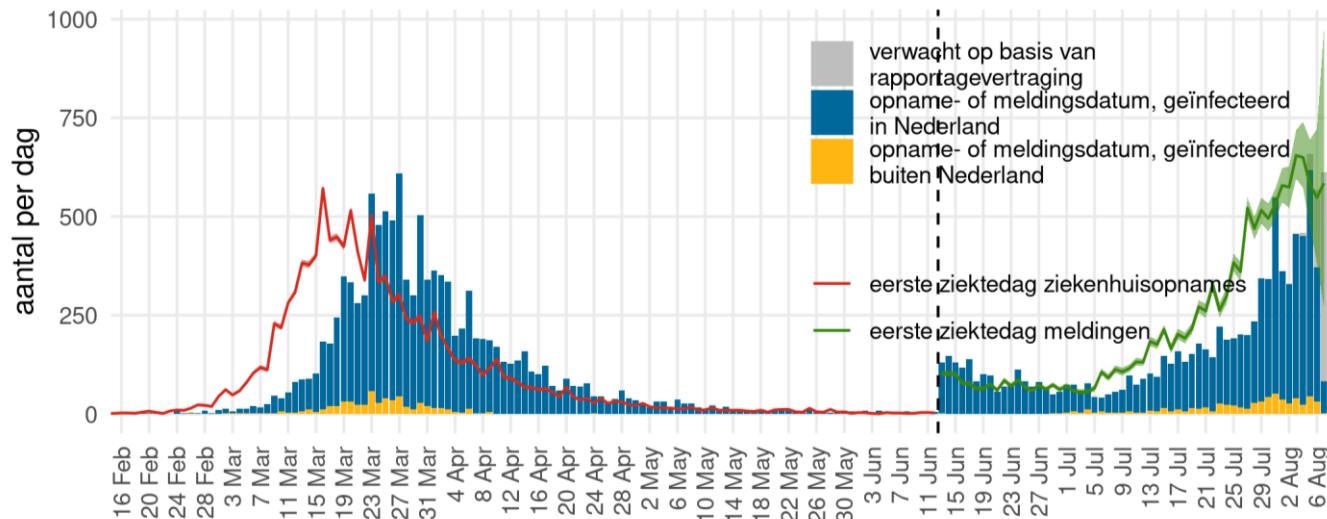 aantal per dag
1000
750
500
250
0
verwacht op basis van
rapportagevertraging
opname- of meldingsdatum, geïnfecteerd
in Nederland
opname- of meldingsdatum, geïnfecteerd
buiten Nederland
eerste ziektedag ziekenhuisopnames
eerste ziektedag meldingen
16 Feb
20 Feb
24 Feb
28 Feb
3 Mar
7 Mar
11 Mar
15 Mar
19 Mar
23 Mar
27 Mar
31 Mar
4 Apr
8 Apr
12 Apr
16 Apr
20 Apr
24 Apr
28 Apr
2 May
6 May
10 May
14 May
18 May
22 May
26 May
30 May
3 Jun
7 Jun
11 Jun
15 Jun
19 Jun
23 Jun
27 Jun
1 Jul
5 Jul
9 Jul
13 Jul
17 Jul
21 Jul
25 Jul
29 Jul
2 Aug
6 Aug